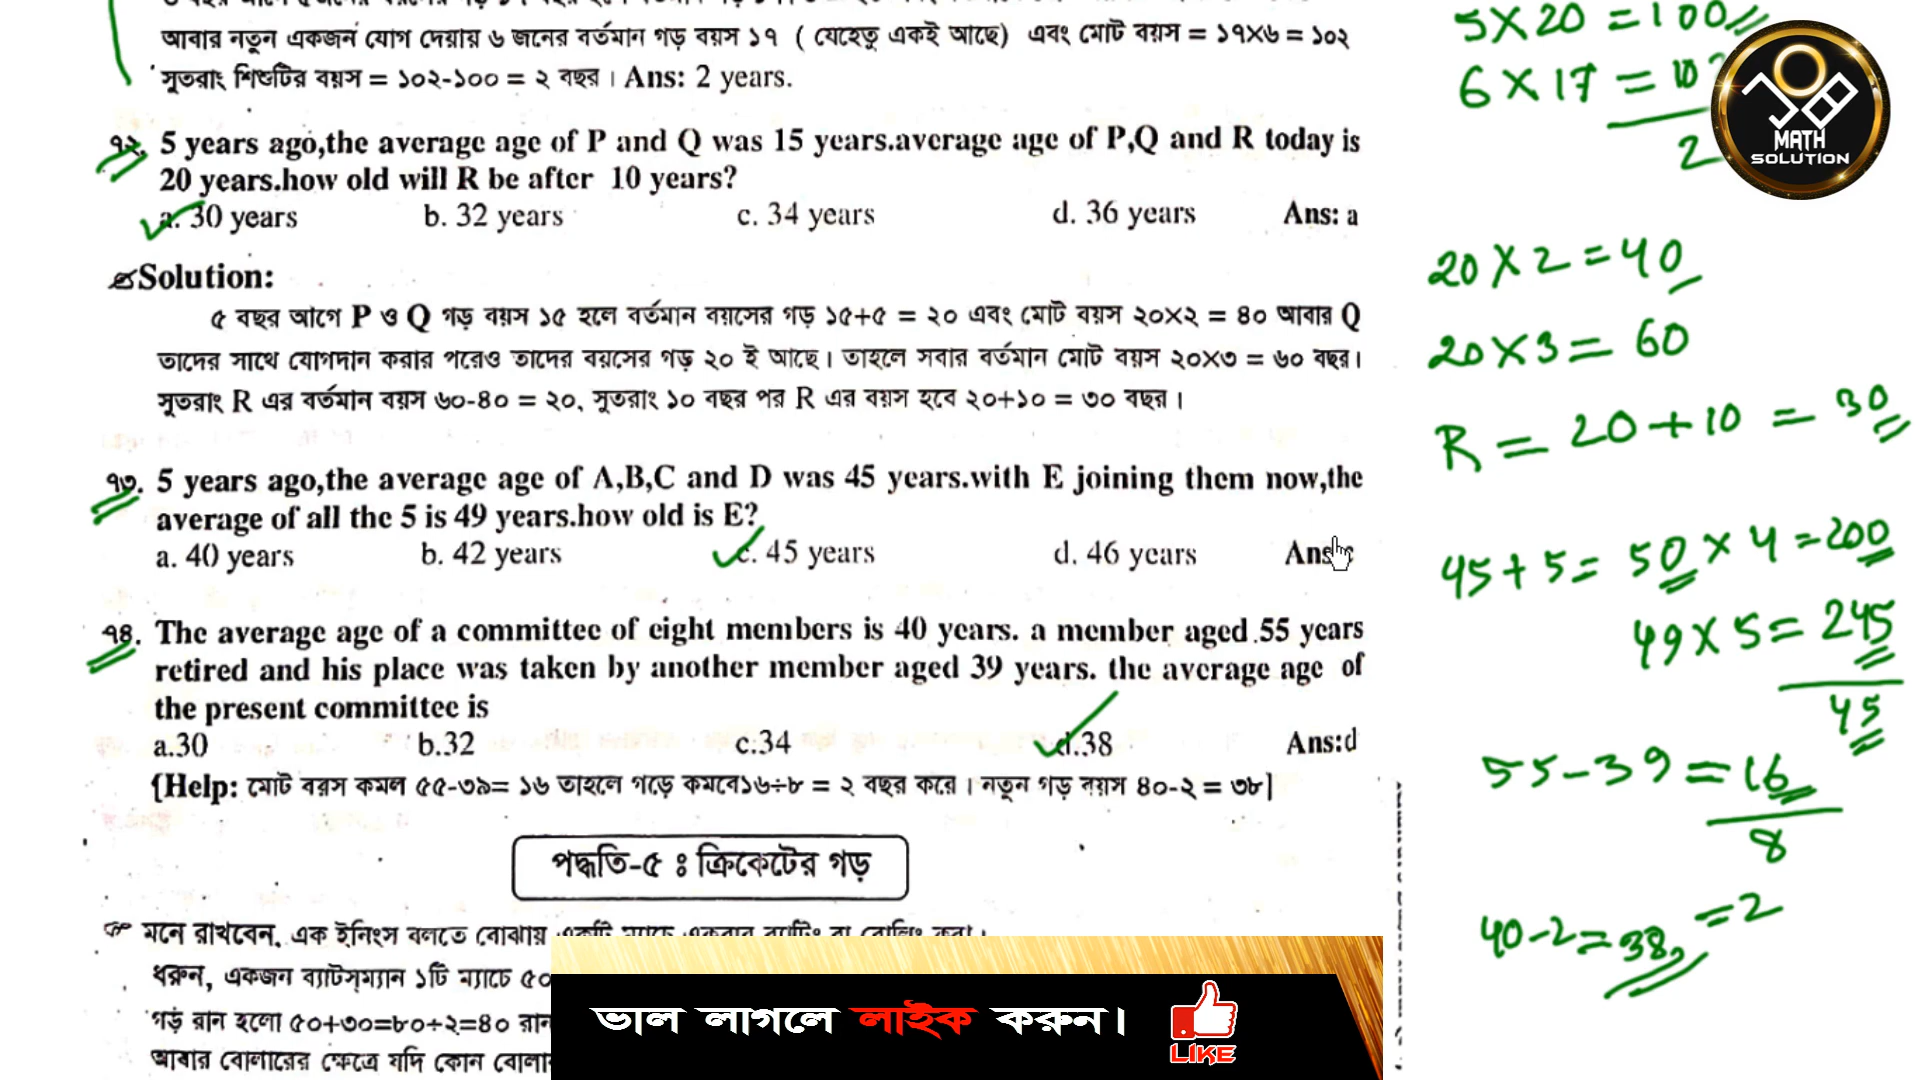 আবার নতুন একজন যোগ দেয়ায় ৬ জনের বর্তমান গড় বয়স ১৭ ( যেহেতু একই আছে) এবং মোট বয়স = ১৭×৬ = ১০২
সুতরাং শিশুটির বয়স = ১০২-১০০ = ২ বছর । Ans: 2 years.
৭২. 5 years ago,the average age of P and Q was 15 years.average age of P,Q and R today is
20 years.how old will R be after 10 years?
a. 30 years b. 32 years c. 34 years d. 36 years Ans: a
Solution:
৫ বছর আগে P ও Q গড় বয়স ১৫ হলে বর্তমান বয়সের গড় ১৫+৫ = ২০ এবং মোট বয়স ২০×২ = ৪০ আবার Q
তাদের সাথে যোগদান করার পরেও তাদের বয়সের গড় ২০ ই আছে। তাহলে সবার বর্তমান মোট বয়স ২০×৩ = ৬০ বছর।
সুতরাং R এর বর্তমান বয়স ৬০-৪০ = ২০, সুতরাং ১০ বছর পর R এর বয়স হবে ২০+১০ = ৩০ বছর ।
৭৩. 5 years ago,the average age of A,B,C and D was 45 years.with E joining them now,the
average of all the 5 is 49 years.how old is E?
a. 40 years b. 42 years c. 45 years d. 46 years Ans
৭৪. The average age of a committee of eight members is 40 years. a member aged 55 years
retired and his place was taken by another member aged 39 years. the average age of
the present committee is
a.30 b.32 c.34 d.38 Ans:d
[Help: মোট বয়স কমল ৫৫-৩৯= ১৬ তাহলে গড়ে কমবে১৬÷৮ = ২ বছর করে । নতুন গড় বয়স ৪০-২ = ৩৮]
পদ্ধতি-৫ ঃ ক্রিকেটের গড়
মনে রাখবেন, এক ইনিংস বলতে বোঝায় একটি ম্যাচে একবার ব্যাটিং বা বোলিং করা।
ধরুন, একজন ব্যাটস্ম্যান ১টি ম্যাচে ৫০
গড় রান হলো ৫০+৩০=৮০÷২=৪০ রান
আবার বোলারের ক্ষেত্রে যদি কোন বোলা
5×20 =100
6×17 =10
2
20×2=40
20×3= 60
R = 20+10 = 30
45+5= 50×4=200
49×5=245
45
55-39=16
8
=2
40-2=38
MATH
SOLUTION
ভাল লাগলে লাইক করুন।
LIKE